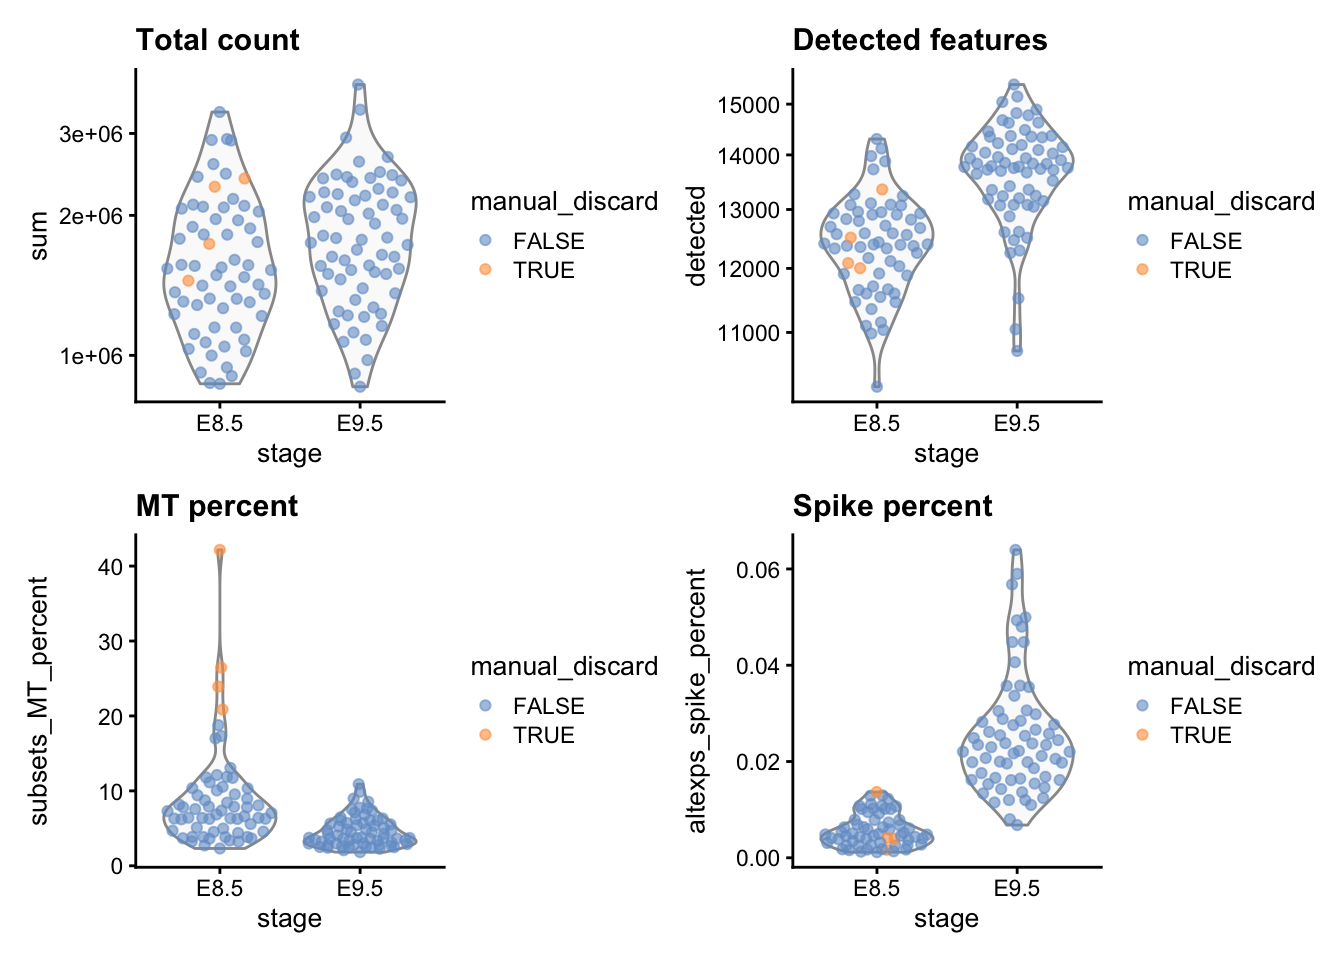 Total count
sum
3e+06
2e+06
1e+06
E8.5 E9.5
stage
manual_discard
FALSE
TRUE
Detected features
detected
15000
14000
13000
12000
11000
E8.5 E9.5
stage
manual_discard
FALSE
TRUE
MT percent
subsets_MT_percent
40
30
20
10
0
E8.5 E9.5
stage
manual_discard
FALSE
TRUE
Spike percent
altexps_spike_percent
0.06
0.04
0.02
0.00
E8.5 E9.5
stage
manual_discard
FALSE
TRUE